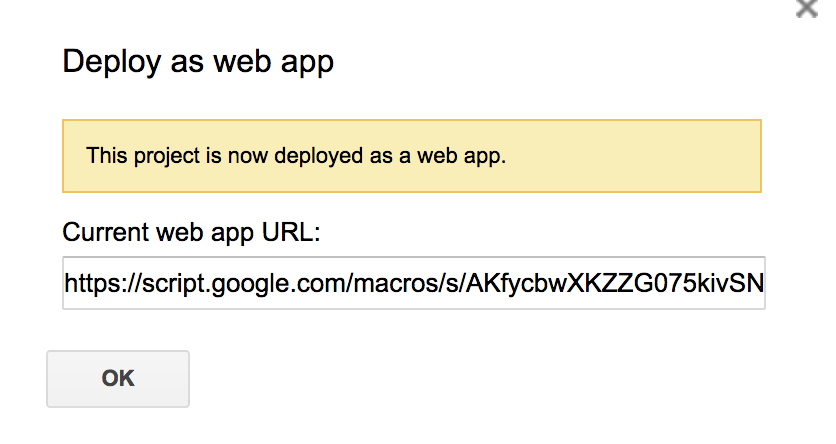 Deploy as web app
This project is now deployed as a web app.
Current web app URL:
https://script.google.com/macros/s/AKfycbwXKZZG075kivSN
OK